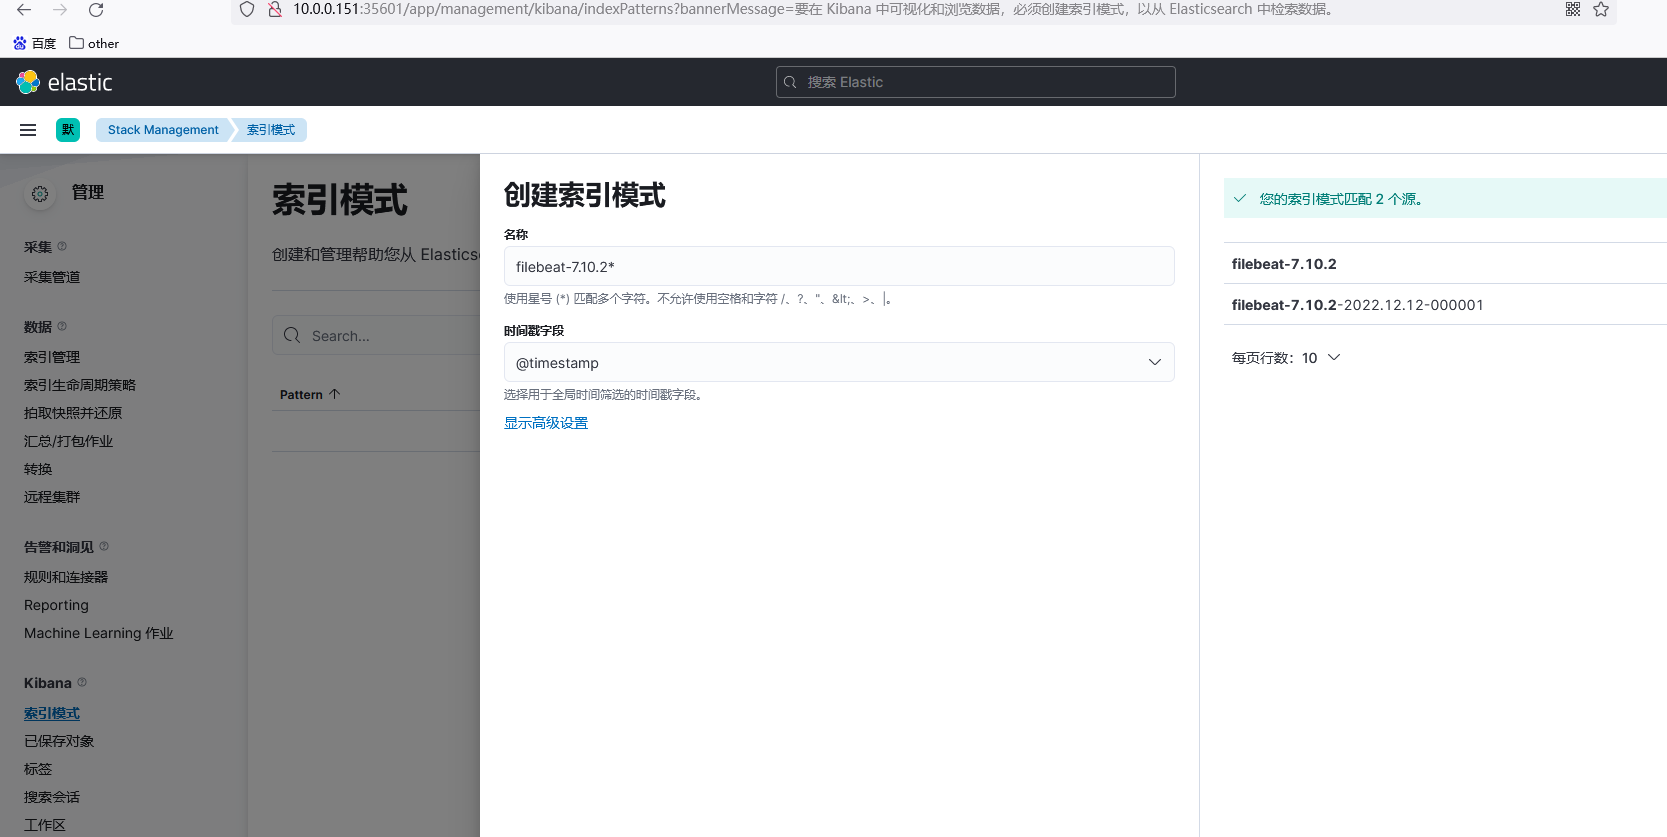 10.0.0.151:35601/app/management/kibana/indexPatterns?bannerMessage=要在 Kibana 中可视化和浏览数据，必须创建索引模式，以从 Elasticsearch 中检索数据。
百度 other
elastic
搜索 Elastic
默 Stack Management 索引模式
管理
采集
采集管道
数据
索引管理
索引生命周期策略
拍取快照并还原
汇总/打包作业
转换
远程集群
告警和洞见
规则和连接器
Reporting
Machine Learning 作业
Kibana
索引模式
已保存对象
标签
搜索会话
工作区
索引模式
创建和管理帮助您从 Elasticse
Search...
Pattern ↑
创建索引模式
名称
filebeat-7.10.2*
使用星号 (*) 匹配多个字符。不允许使用空格和字符 /、?、"、&lt;、>、|。
时间戳字段
@timestamp
选择用于全局时间筛选的时间戳字段。
显示高级设置
您的索引模式匹配 2 个源。
filebeat-7.10.2
filebeat-7.10.2-2022.12.12-000001
每页行数：10